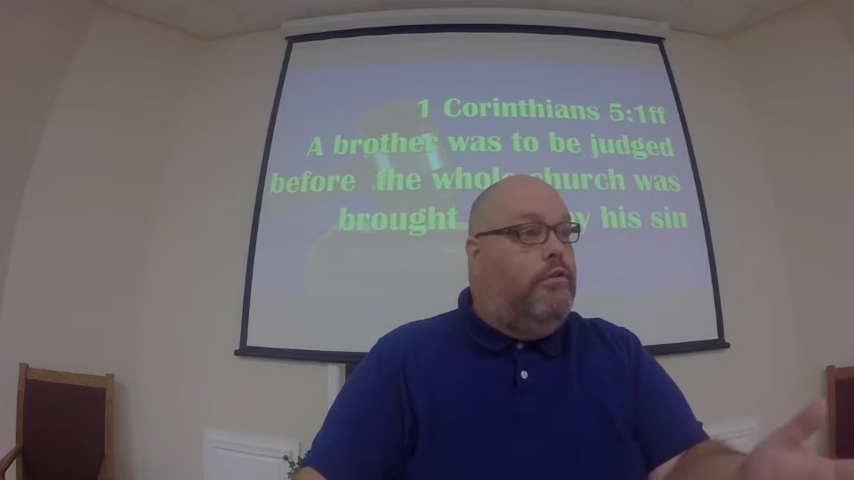 1 Corinthians 5:1ff
A brother was to be judged
before the whole church was
brought his sin